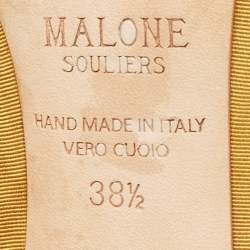 MALONE
SOULIERS
HAND MADE IN ITALY
VERO CUOIO
38½